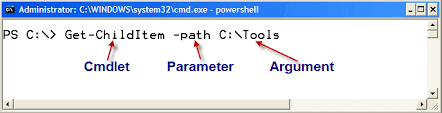 Administrator: C:\WINDOWS\system32\cmd.exe - powershell
PS C:\> Get-ChildItem -path C:\Tools
Cmdlet Parameter Argument